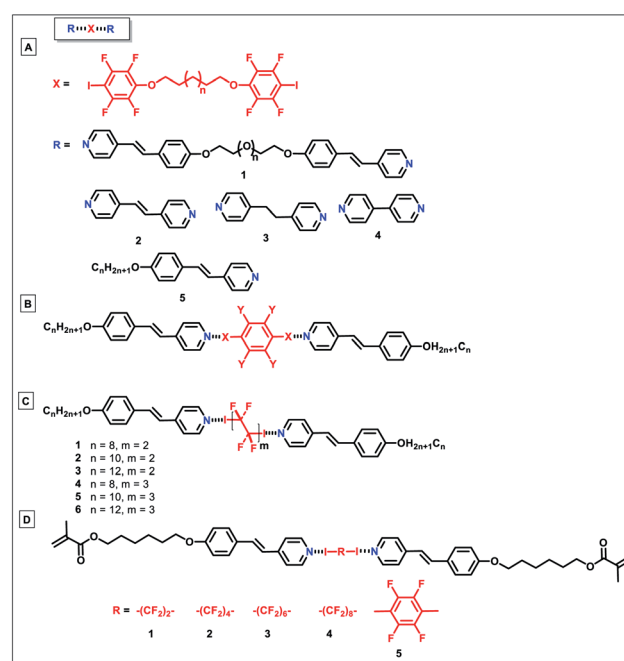 R····X····R
A
X = I F F F F O n O F F F F I
R = N O O n O N
1
N N N N N N
2 3 4
CnH2n+1O N
5
B
CnH2n+1O N X Y Y Y Y X N OH2n+1Cn
C
CnH2n+1O N I F F F F m I N OH2n+1Cn
1 n = 8, m = 2
2 n = 10, m = 2
3 n = 12, m = 2
4 n = 8, m = 3
5 n = 10, m = 3
6 n = 12, m = 3
D
O O O N I–R–I N O O O
R = -(CF2)2- -(CF2)4- -(CF2)6- -(CF2)8- F F F F
1 2 3 4 5